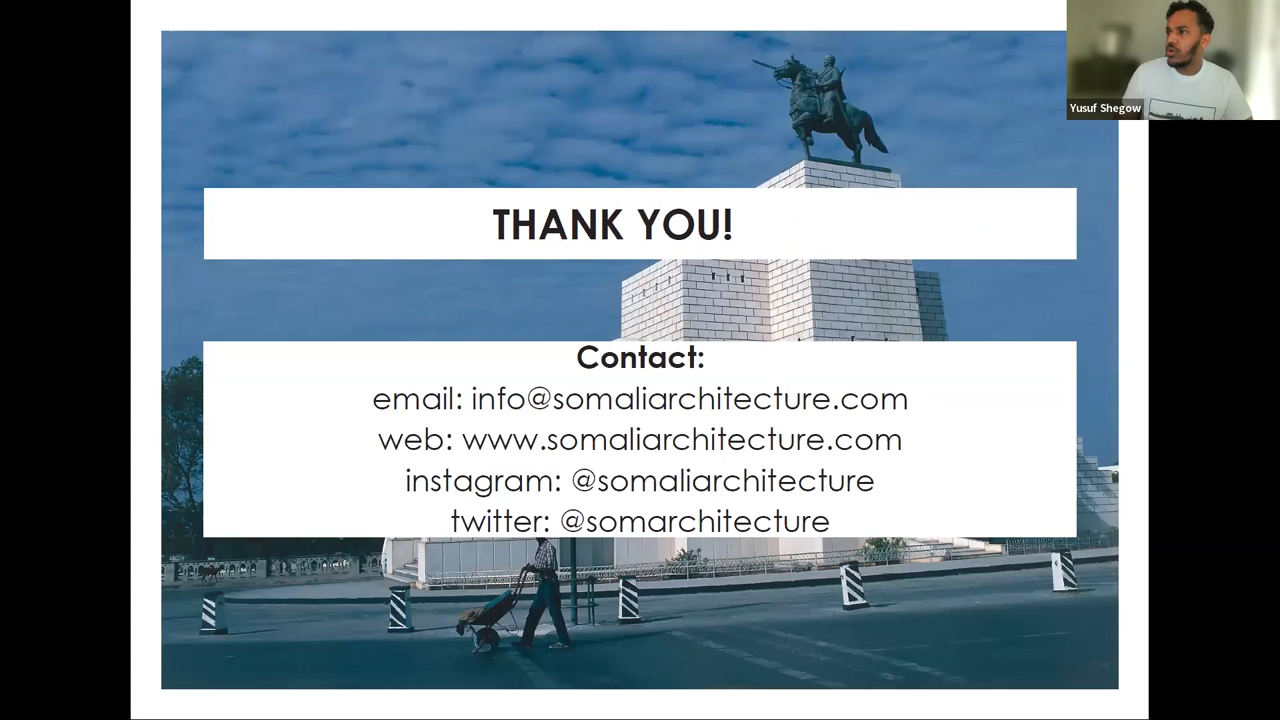 Yusuf Shegow
THANK YOU!
Contact:
email: info@somaliarchitecture.com
web: www.somaliarchitecture.com
instagram: @somaliarchitecture
twitter: @somarchitecture